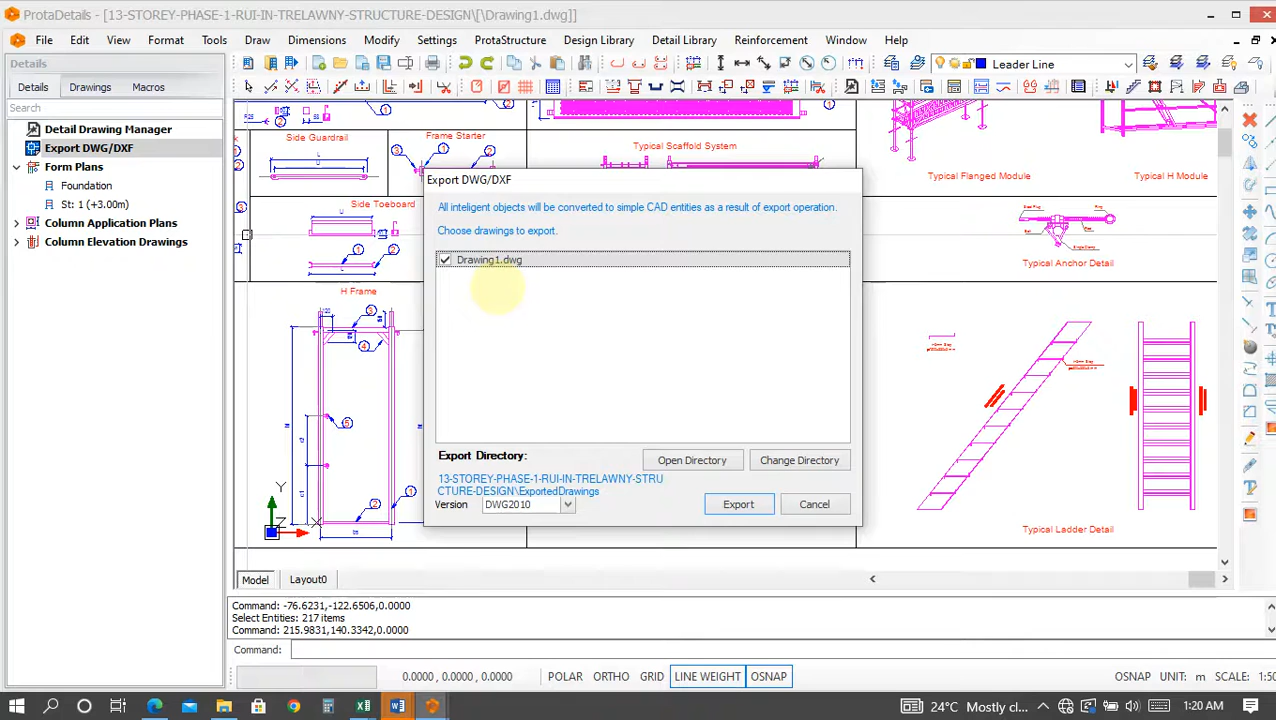 ProtaDetails - [13-STOREY-PHASE-1-RUI-IN-TRELAWNY-STRUCTURE-DESIGN\[Drawing1.dwg]]
File Edit View Format Tools Draw Dimensions Modify Settings ProtaStructure Design Library Detail Library Reinforcement Window Help
Details
Leader Line
Details Drawings Macros
Search
Detail Drawing Manager
Export DWG/DXF
Form Plans
Foundation
St: 1 (+3.00m)
Column Application Plans
Column Elevation Drawings
Side Guardrail
Frame Starter
Typical Scaffold System
Typical Flanged Module
Typical H Module
Side Toeboard
Typical Anchor Detail
H Frame
Typical Ladder Detail
Export DWG/DXF
All inteligent objects will be converted to simple CAD entities as a result of export operation.
Choose drawings to export.
Drawing1.dwg
Export Directory:
Open Directory
Change Directory
13-STOREY-PHASE-1-RUI-IN-TRELAWNY-STRU
CTURE-DESIGN\ExportedDrawings
Version DWG2010
Export
Cancel
Model Layout0
Command: -76.6231,-122.6506,0.0000
Select Entities: 217 items
Command: 215.9831,140.3342,0.0000
Command:
0.0000 , 0.0000 , 0.0000 POLAR ORTHO GRID LINE WEIGHT OSNAP OSNAP UNIT: m SCALE: 1:50
24°C Mostly cl... 1:20 AM